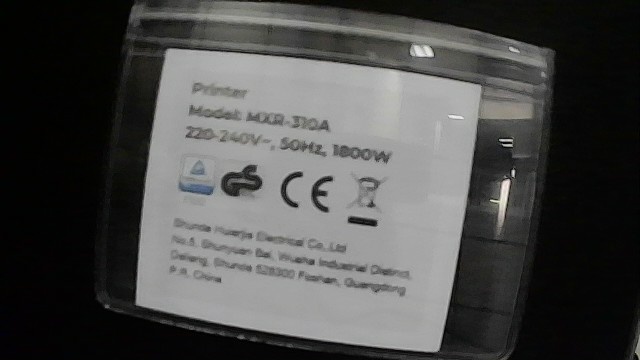 Printer
Model: MXR-310A
220-240V~, 50Hz, 1800W
CE
Shunde Huanjia Electrical Co., Ltd
No.5, Shunyuan Bei, Wusha Industrial District,
Daliang, Shunde 528300 Foshan, Guangdong
P.R. China